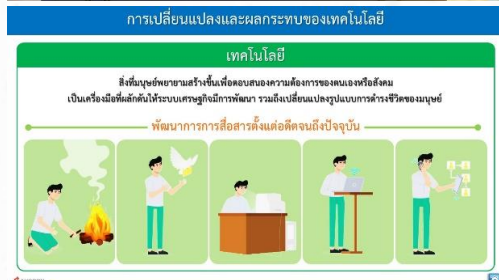 การเปลี่ยนแปลงและผลกระทบของเทคโนโลยี
เทคโนโลยี
สิ่งที่มนุษย์พยายามสร้างขึ้นเพื่อตอบสนองความต้องการของตนเองหรือสังคม
เป็นเครื่องมือที่ผลักดันให้ระบบเศรษฐกิจมีการพัฒนา รวมถึงเปลี่ยนแปลงรูปแบบการดำรงชีวิตของมนุษย์
พัฒนาการการสื่อสารตั้งแต่อดีตจนถึงปัจจุบัน